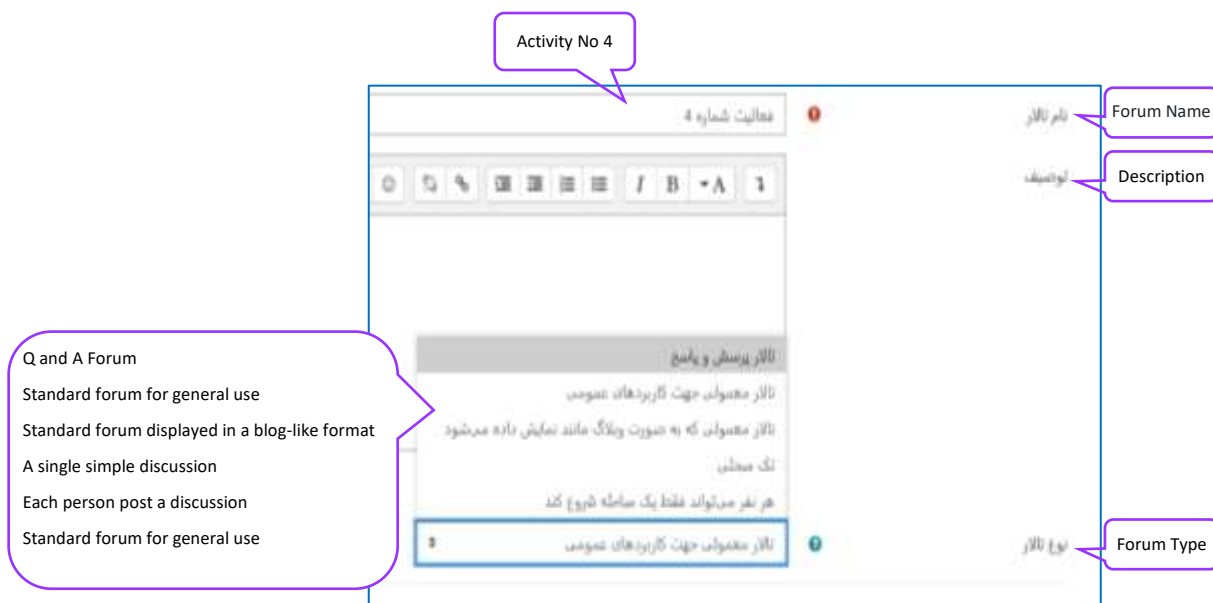 Activity No 4
فعالیت شماره 4
نام تالار
Forum Name
توصیف
Description
I B A
Q and A Forum
Standard forum for general use
Standard forum displayed in a blog-like format
A single simple discussion
Each person post a discussion
Standard forum for general use
تالار پرسش و پاسخ
تالار معمولی جهت کاربردهای عمومی
تالار معمولی که به صورت وبلاگ مانند نمایش داده می‌شود
تک مبحثی
هر نفر می‌تواند فقط یک مباحثه شروع کند
تالار معمولی جهت کاربردهای عمومی
نوع تالار
Forum Type